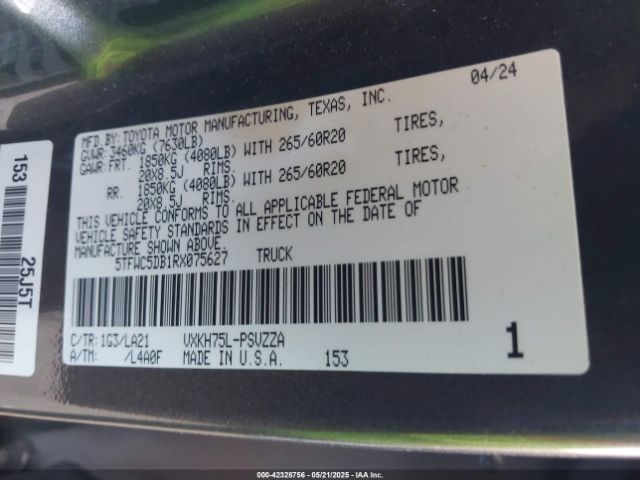 04/24
MFD. BY: TOYOTA MOTOR MANUFACTURING, TEXAS, INC.
GVWR: 3460KG (7630LB)
GAWR: FRT. 1850KG (4080LB) WITH 265/60R20 TIRES,
20X8.5J RIMS.
RR. 1850KG (4080LB) WITH 265/60R20 TIRES,
20X8.5J RIMS.
THIS VEHICLE CONFORMS TO ALL APPLICABLE FEDERAL MOTOR
VEHICLE SAFETY STANDARDS IN EFFECT ON THE DATE OF
MANUFACTURE SHOWN ABOVE.
5TFWC5DB1RX075627 TRUCK
C/TR: 1G3/LA21 VXKH75L-PSVZZA
A/TM: /L4A0F MADE IN U.S.A. 153 1
153
25J5T
000-42328756 — 05/21/2025 — IAA Inc.